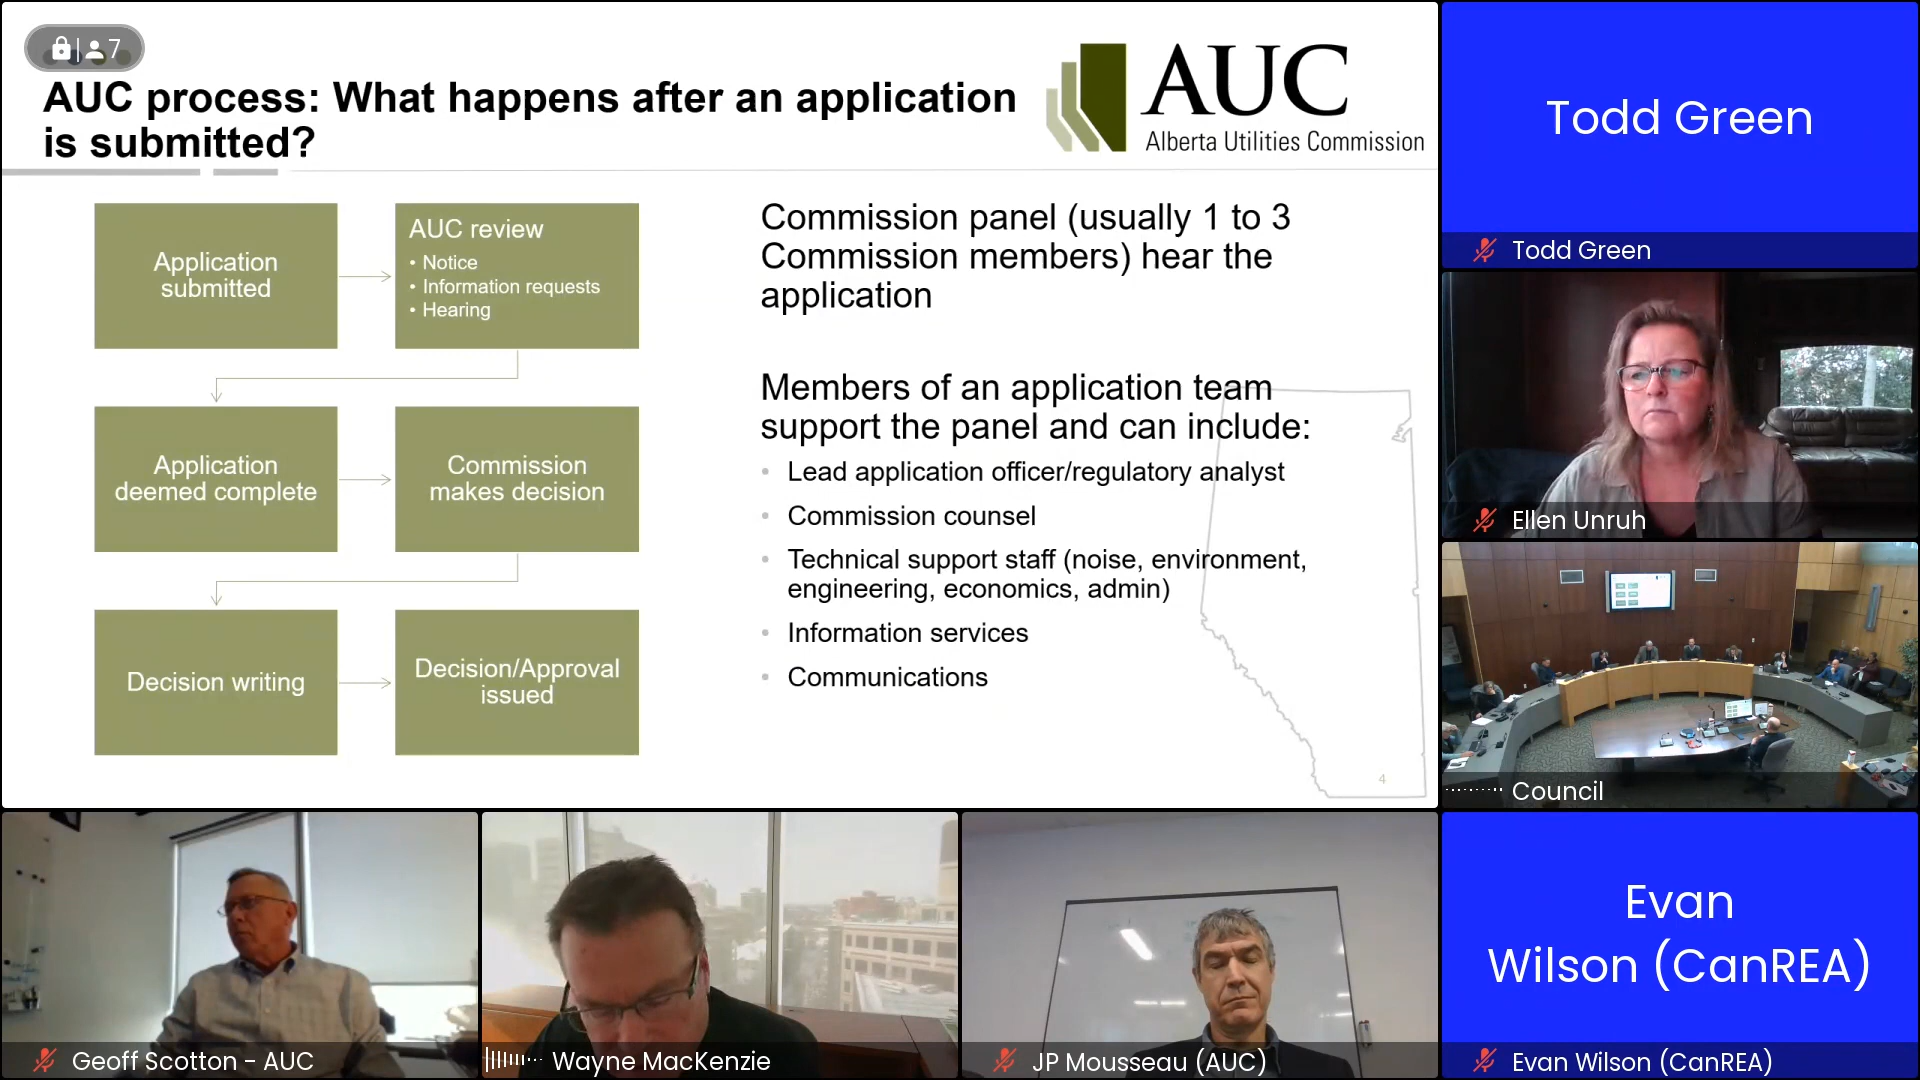 7
AUC process: What happens after an application
is submitted?
AUC
Alberta Utilities Commission
Application
submitted
AUC review
• Notice
• Information requests
• Hearing
Application
deemed complete
Commission
makes decision
Decision writing
Decision/Approval
issued
Commission panel (usually 1 to 3
Commission members) hear the
application
Members of an application team
support the panel and can include:
• Lead application officer/regulatory analyst
• Commission counsel
• Technical support staff (noise, environment,
engineering, economics, admin)
• Information services
• Communications
4
Todd Green
Todd Green
Ellen Unruh
Council
Geoff Scotton - AUC
Wayne MacKenzie
JP Mousseau (AUC)
Evan
Wilson (CanREA)
Evan Wilson (CanREA)